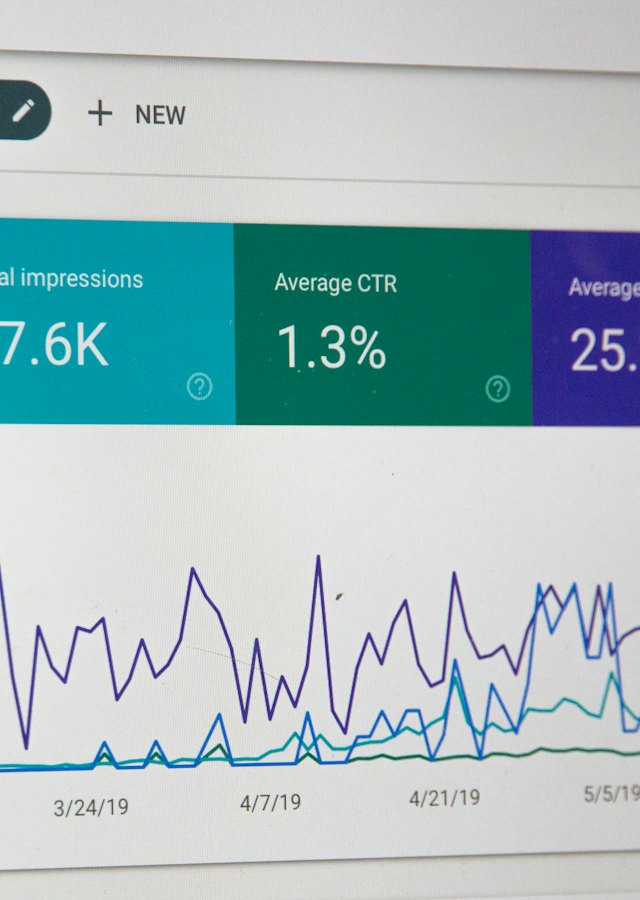 + NEW
al impressions
7.6K
?
Average CTR
1.3%
?
Average
25.
3/24/19
4/7/19
4/21/19
5/5/19